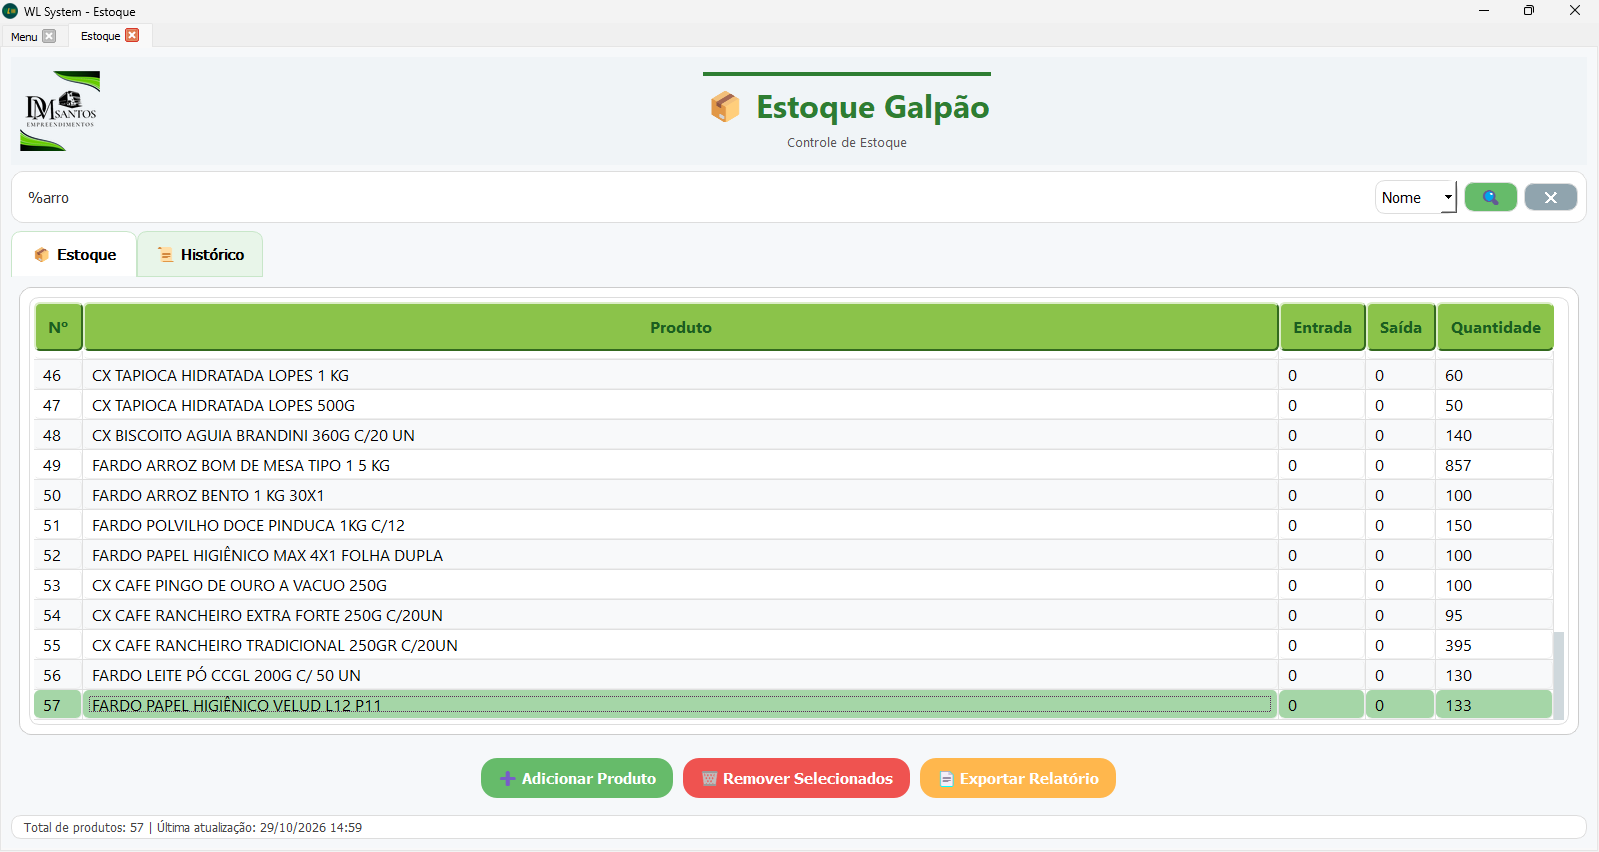 WL System - Estoque
Menu
Estoque
DM SANTOS
EMPREENDIMENTOS
Estoque Galpão
Controle de Estoque
%arro
Nome
Estoque
Histórico
Nº Produto Entrada Saída Quantidade
46 CX TAPIOCA HIDRATADA LOPES 1 KG 0 0 60
47 CX TAPIOCA HIDRATADA LOPES 500G 0 0 50
48 CX BISCOITO AGUIA BRANDINI 360G C/20 UN 0 0 140
49 FARDO ARROZ BOM DE MESA TIPO 1 5 KG 0 0 857
50 FARDO ARROZ BENTO 1 KG 30X1 0 0 100
51 FARDO POLVILHO DOCE PINDUCA 1KG C/12 0 0 150
52 FARDO PAPEL HIGIÊNICO MAX 4X1 FOLHA DUPLA 0 0 100
53 CX CAFE PINGO DE OURO A VACUO 250G 0 0 100
54 CX CAFE RANCHEIRO EXTRA FORTE 250G C/20UN 0 0 95
55 CX CAFE RANCHEIRO TRADICIONAL 250GR C/20UN 0 0 395
56 FARDO LEITE PÓ CCGL 200G C/ 50 UN 0 0 130
57 FARDO PAPEL HIGIÊNICO VELUD L12 P11 0 0 133
Adicionar Produto
Remover Selecionados
Exportar Relatório
Total de produtos: 57 | Última atualização: 29/10/2026 14:59